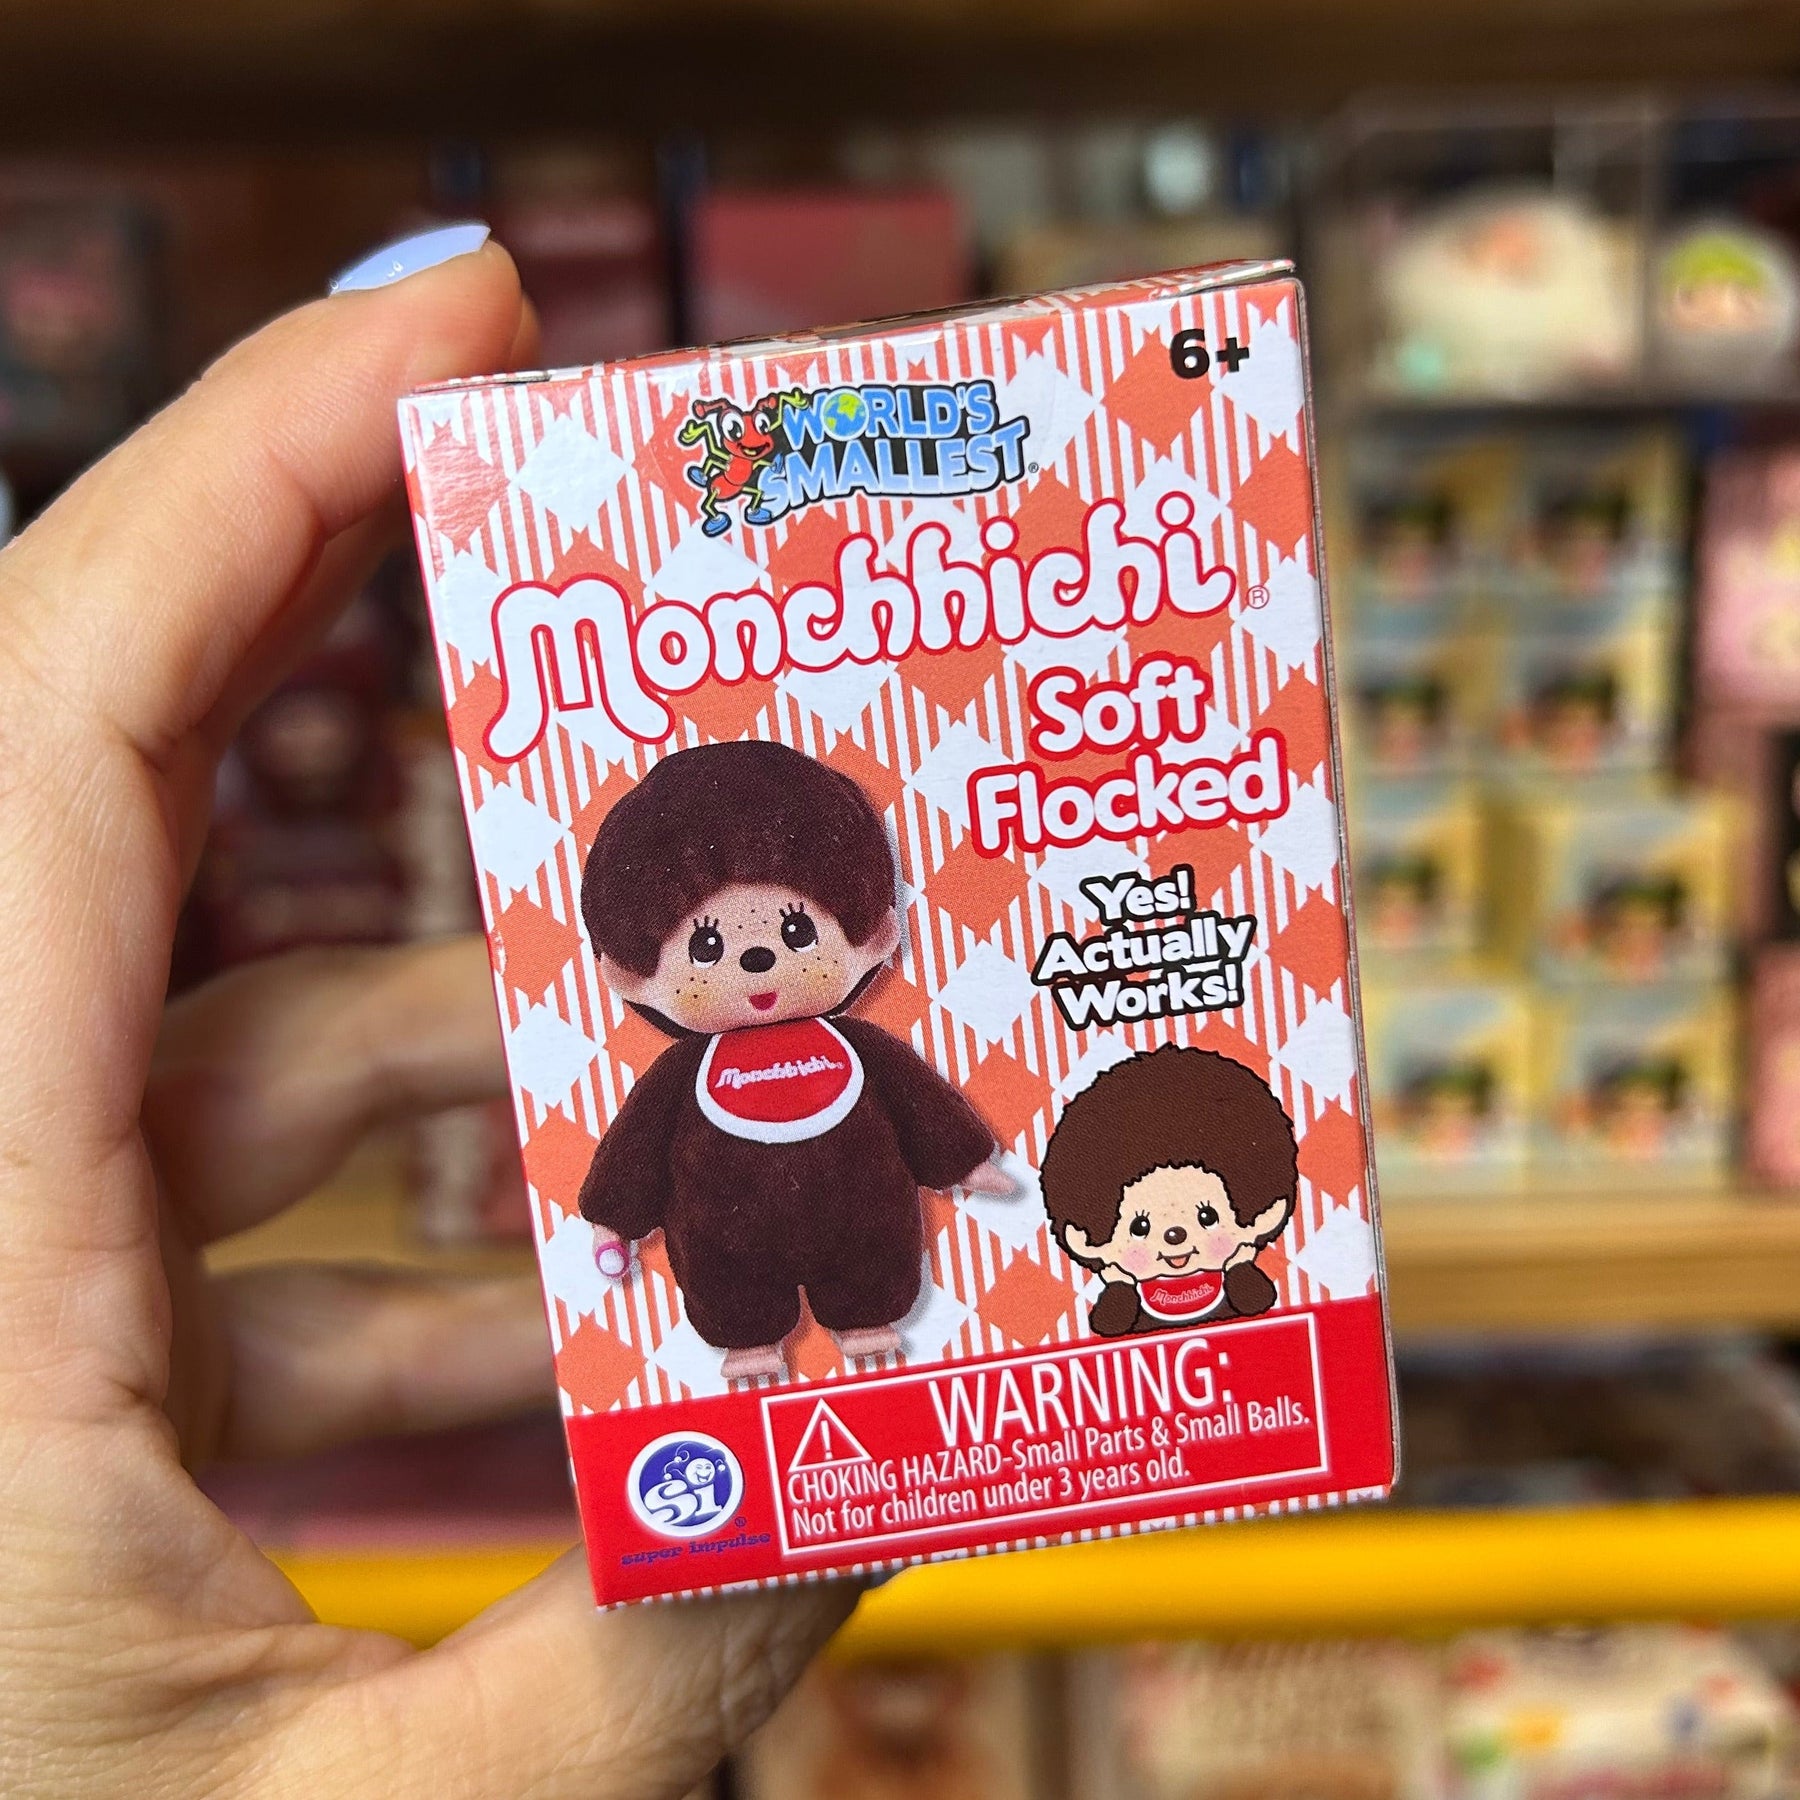 6+
WORLD'S
SMALLEST®
Monchhichi®
Soft
Flocked
Yes!
Actually
Works!
Monchhichi
Monchhichi
WARNING:
CHOKING HAZARD-Small Parts & Small Balls.
Not for children under 3 years old.
Si®
super impulse